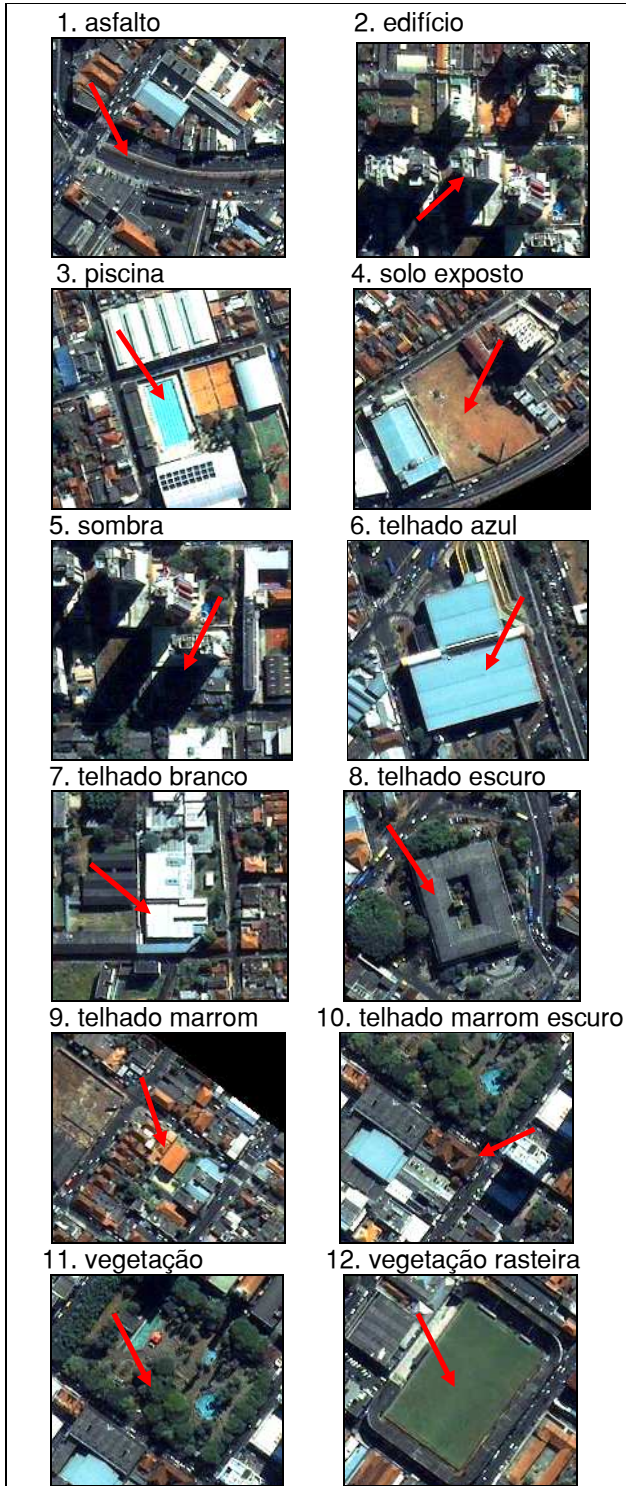 1. asfalto
2. edifício
3. piscina
4. solo exposto
5. sombra
6. telhado azul
7. telhado branco
8. telhado escuro
9. telhado marrom
10. telhado marrom escuro
11. vegetação
12. vegetação rasteira